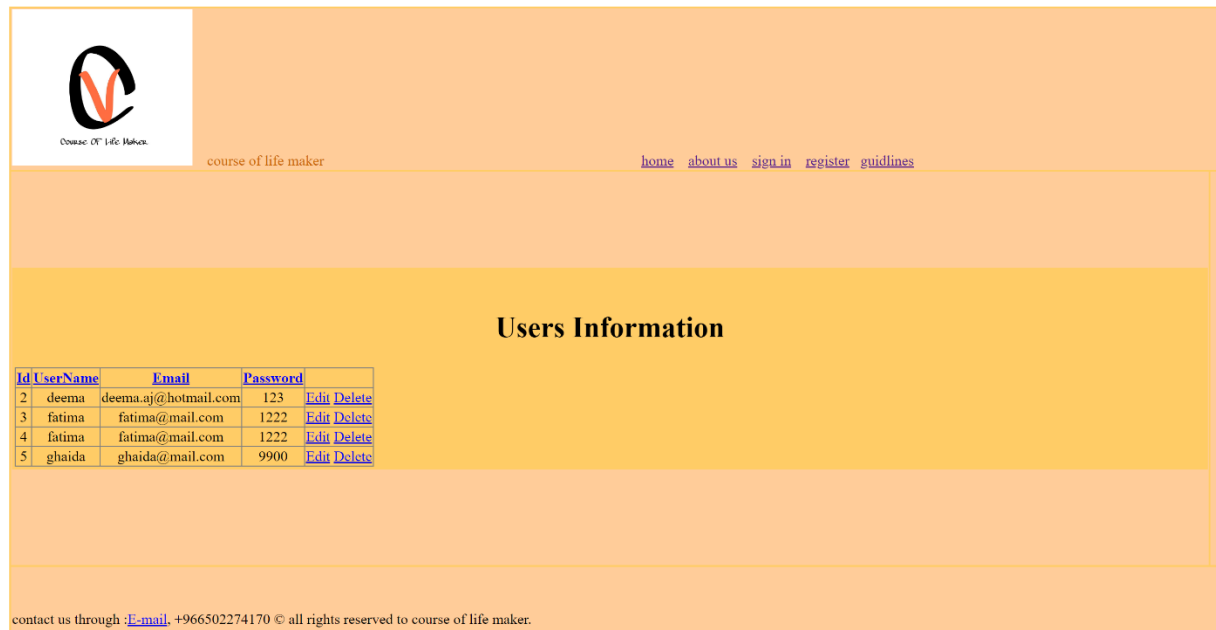 CV
Course OF Life Maker
course of life maker home about us sign in register guidlines
Users Information
Id UserName Email Password
2 deema deema.aj@hotmail.com 123 Edit Delete
3 fatima fatima@mail.com 1222 Edit Delete
4 fatima fatima@mail.com 1222 Edit Delete
5 ghaida ghaida@mail.com 9900 Edit Delete
contact us through :E-mail, +966502274170 © all rights reserved to course of life maker.